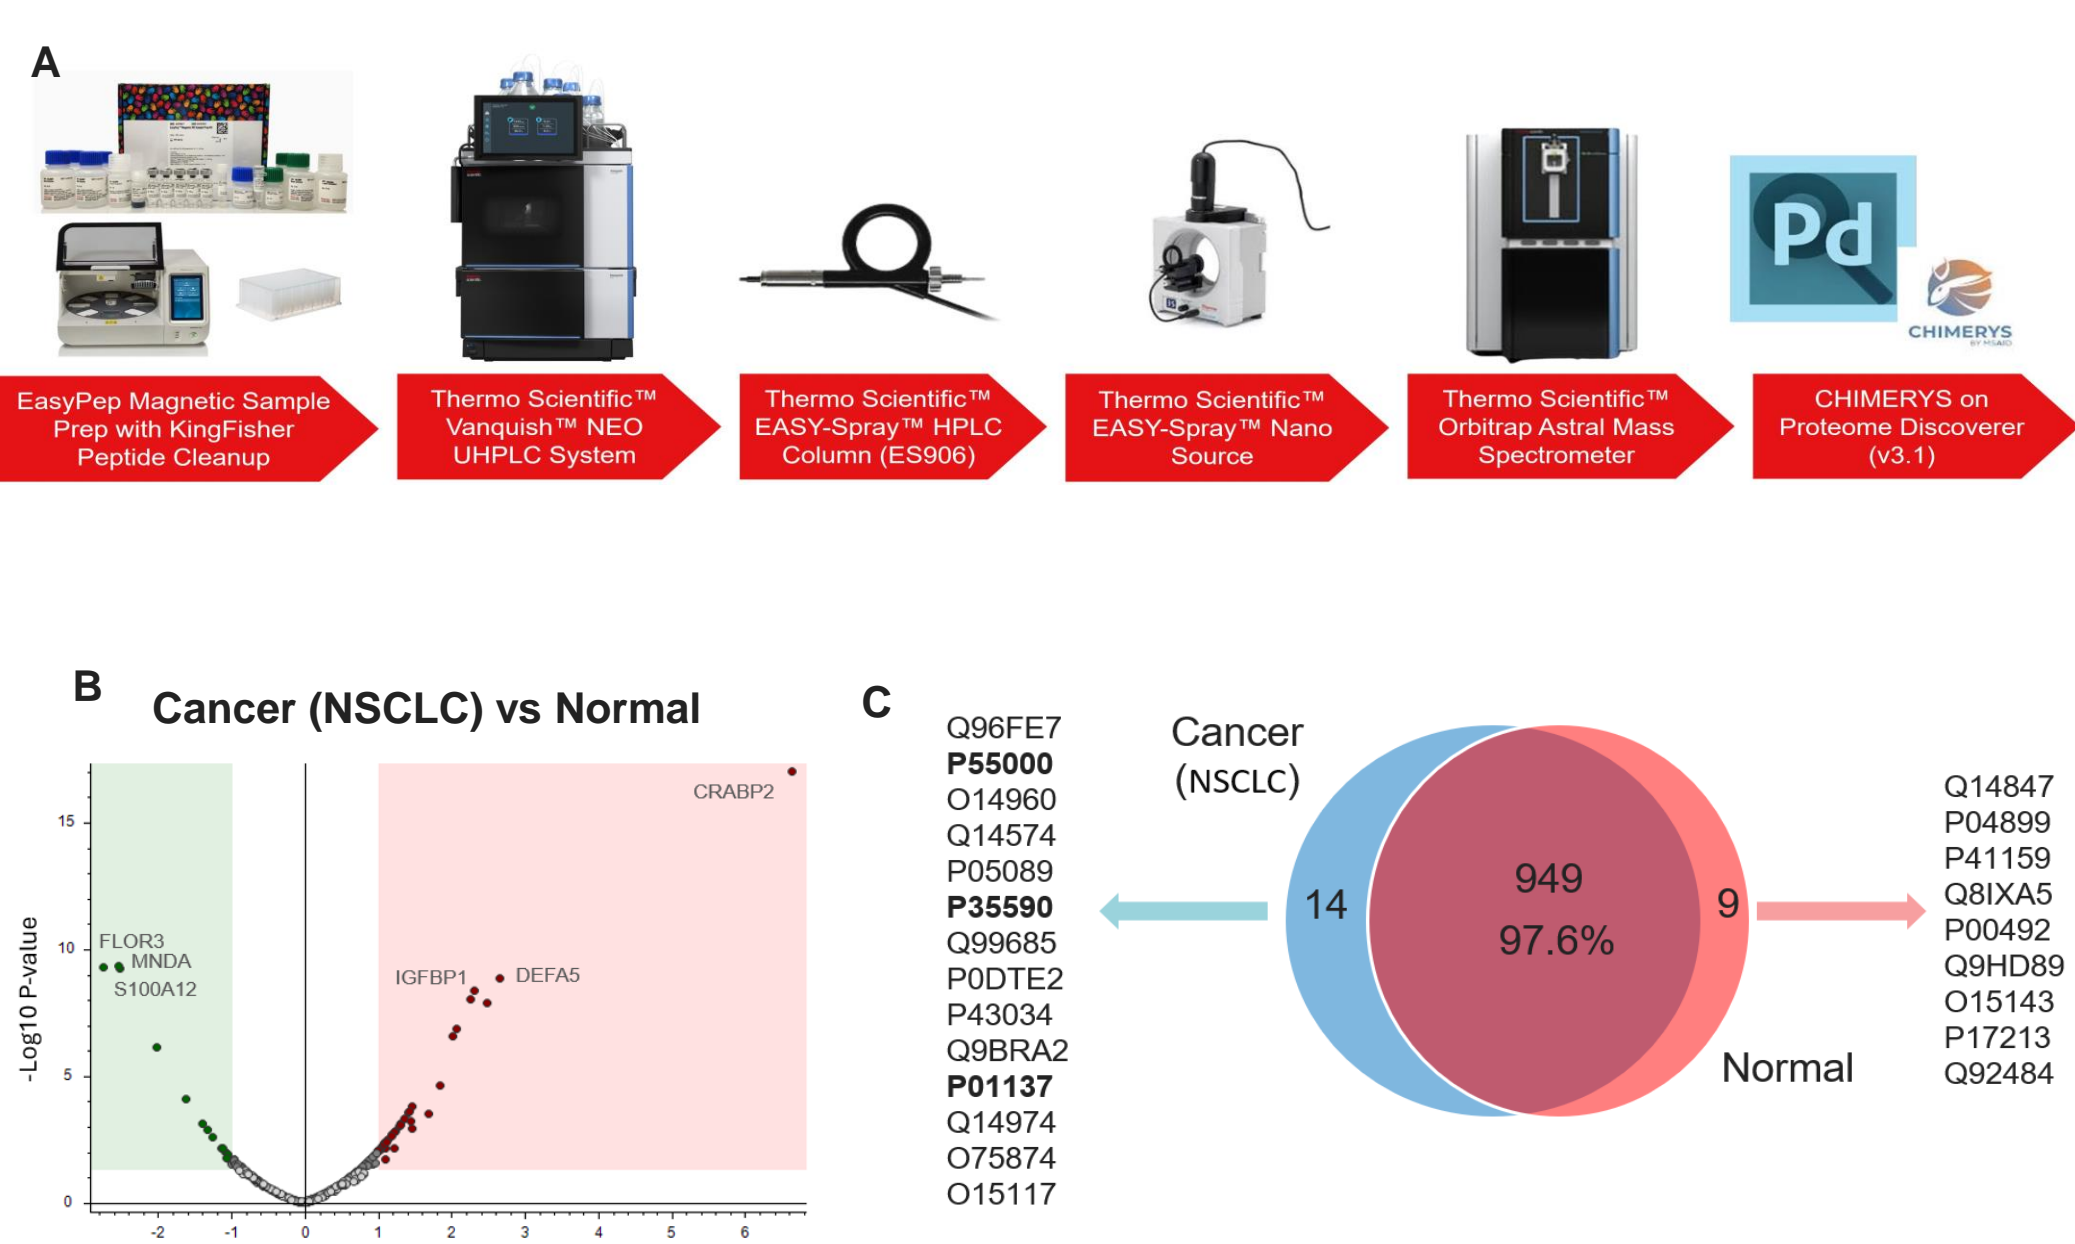 A
Pd
CHIMERYS
BY MSAID
EasyPep Magnetic Sample
Prep with KingFisher
Peptide Cleanup
Thermo Scientific™
Vanquish™ NEO
UHPLC System
Thermo Scientific™
EASY-Spray™ HPLC
Column (ES906)
Thermo Scientific™
EASY-Spray™ Nano
Source
Thermo Scientific™
Orbitrap Astral Mass
Spectrometer
CHIMERYS on
Proteome Discoverer
(v3.1)
B
Cancer (NSCLC) vs Normal
-Log10 P-value
15
10
5
0
-2
-1
0
1
2
3
4
5
6
CRABP2
FLOR3
MNDA
S100A12
IGFBP1
DEFA5
C
Q96FE7
P55000
O14960
Q14574
P05089
P35590
Q99685
P0DTE2
P43034
Q9BRA2
P01137
Q14974
O75874
O15117
Cancer
(NSCLC)
14
949
97.6%
9
Normal
Q14847
P04899
P41159
Q8IXA5
P00492
Q9HD89
O15143
P17213
Q92484